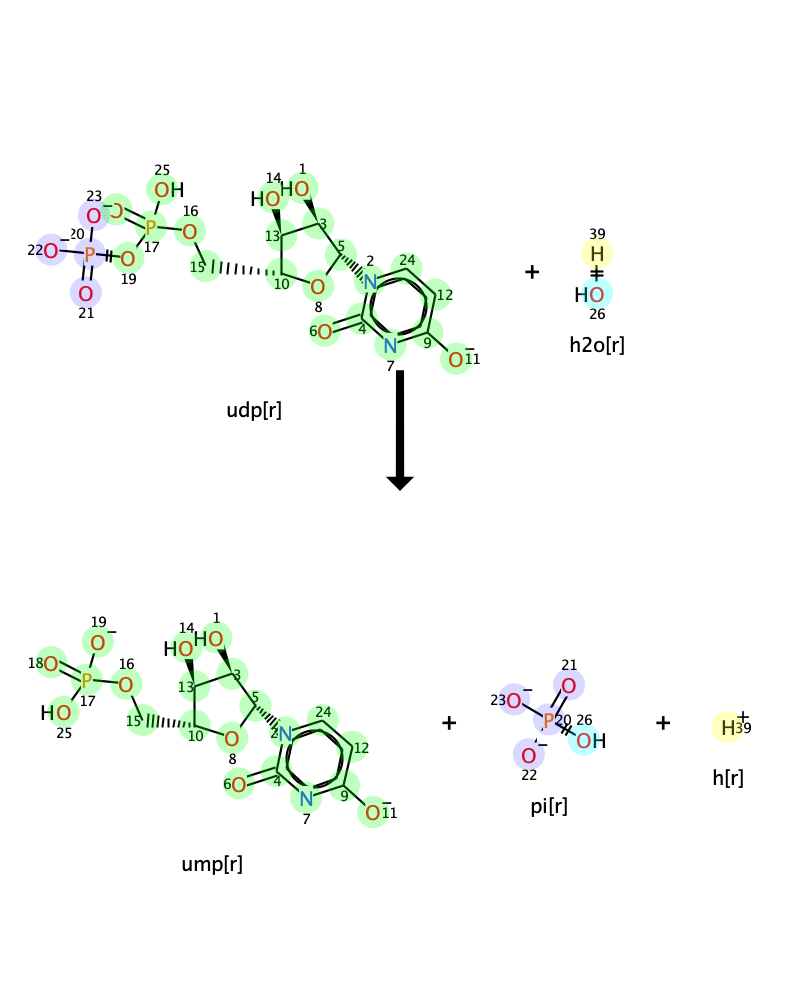 25
OH
14
HO
1
HO
23
O−
O
16
O
P
17
3
13
5
22
O−
20
P
O
19
15
2
N
24
10
O
8
12
21
O
6
O
4
N
7
9
O−
11
udp[r]
+
39
H
HO
26
h2o[r]
19
O−
14
HO
1
HO
18
O
16
O
P
17
3
13
5
HO
25
15
2
N
24
10
O
8
12
6
O
4
N
7
9
O−
11
ump[r]
+
21
O
23
O−
P
20
26
OH
O−
22
pi[r]
+
H+
39
h[r]